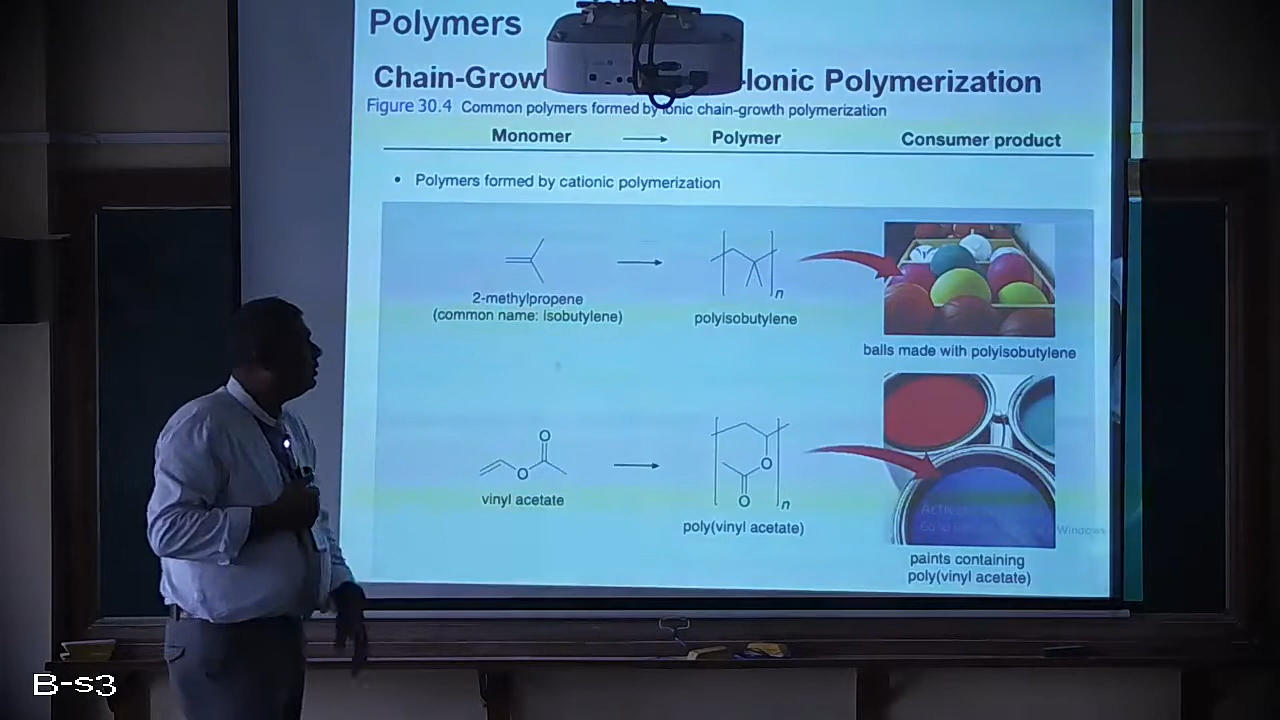 Polymers
Chain-Growt -Ionic Polymerization
Figure 30.4 Common polymers formed by ionic chain-growth polymerization
Monomer → Polymer Consumer product
• Polymers formed by cationic polymerization
n
2-methylpropene
(common name: isobutylene)
polyisobutylene
balls made with polyisobutylene
O
O
O
O
n
vinyl acetate
poly(vinyl acetate)
Windows
paints containing
poly(vinyl acetate)
B-s3